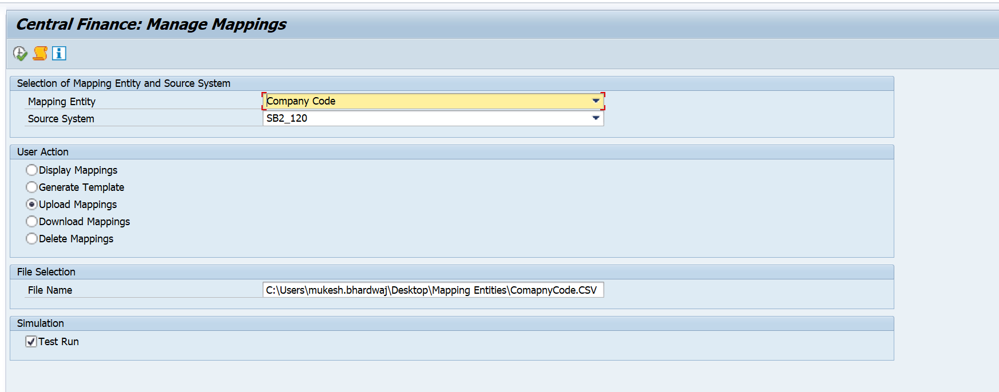 Central Finance: Manage Mappings
Selection of Mapping Entity and Source System
Mapping Entity Company Code
Source System SB2_120
User Action
Display Mappings
Generate Template
Upload Mappings
Download Mappings
Delete Mappings
File Selection
File Name C:\Users\mukesh.bhardwaj\Desktop\Mapping Entities\ComapnyCode.CSV
Simulation
Test Run